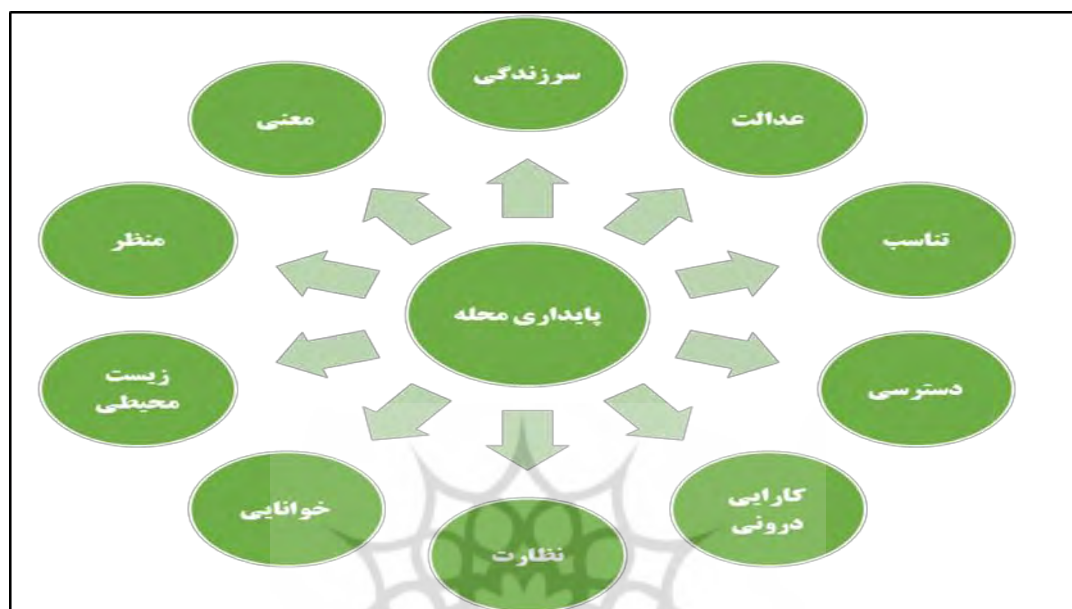 سرزندگی
عدالت
تناسب
دسترسی
کارایی
درونی
نظارت
خوانایی
زیست
محیطی
منظر
معنی
پایداری محله